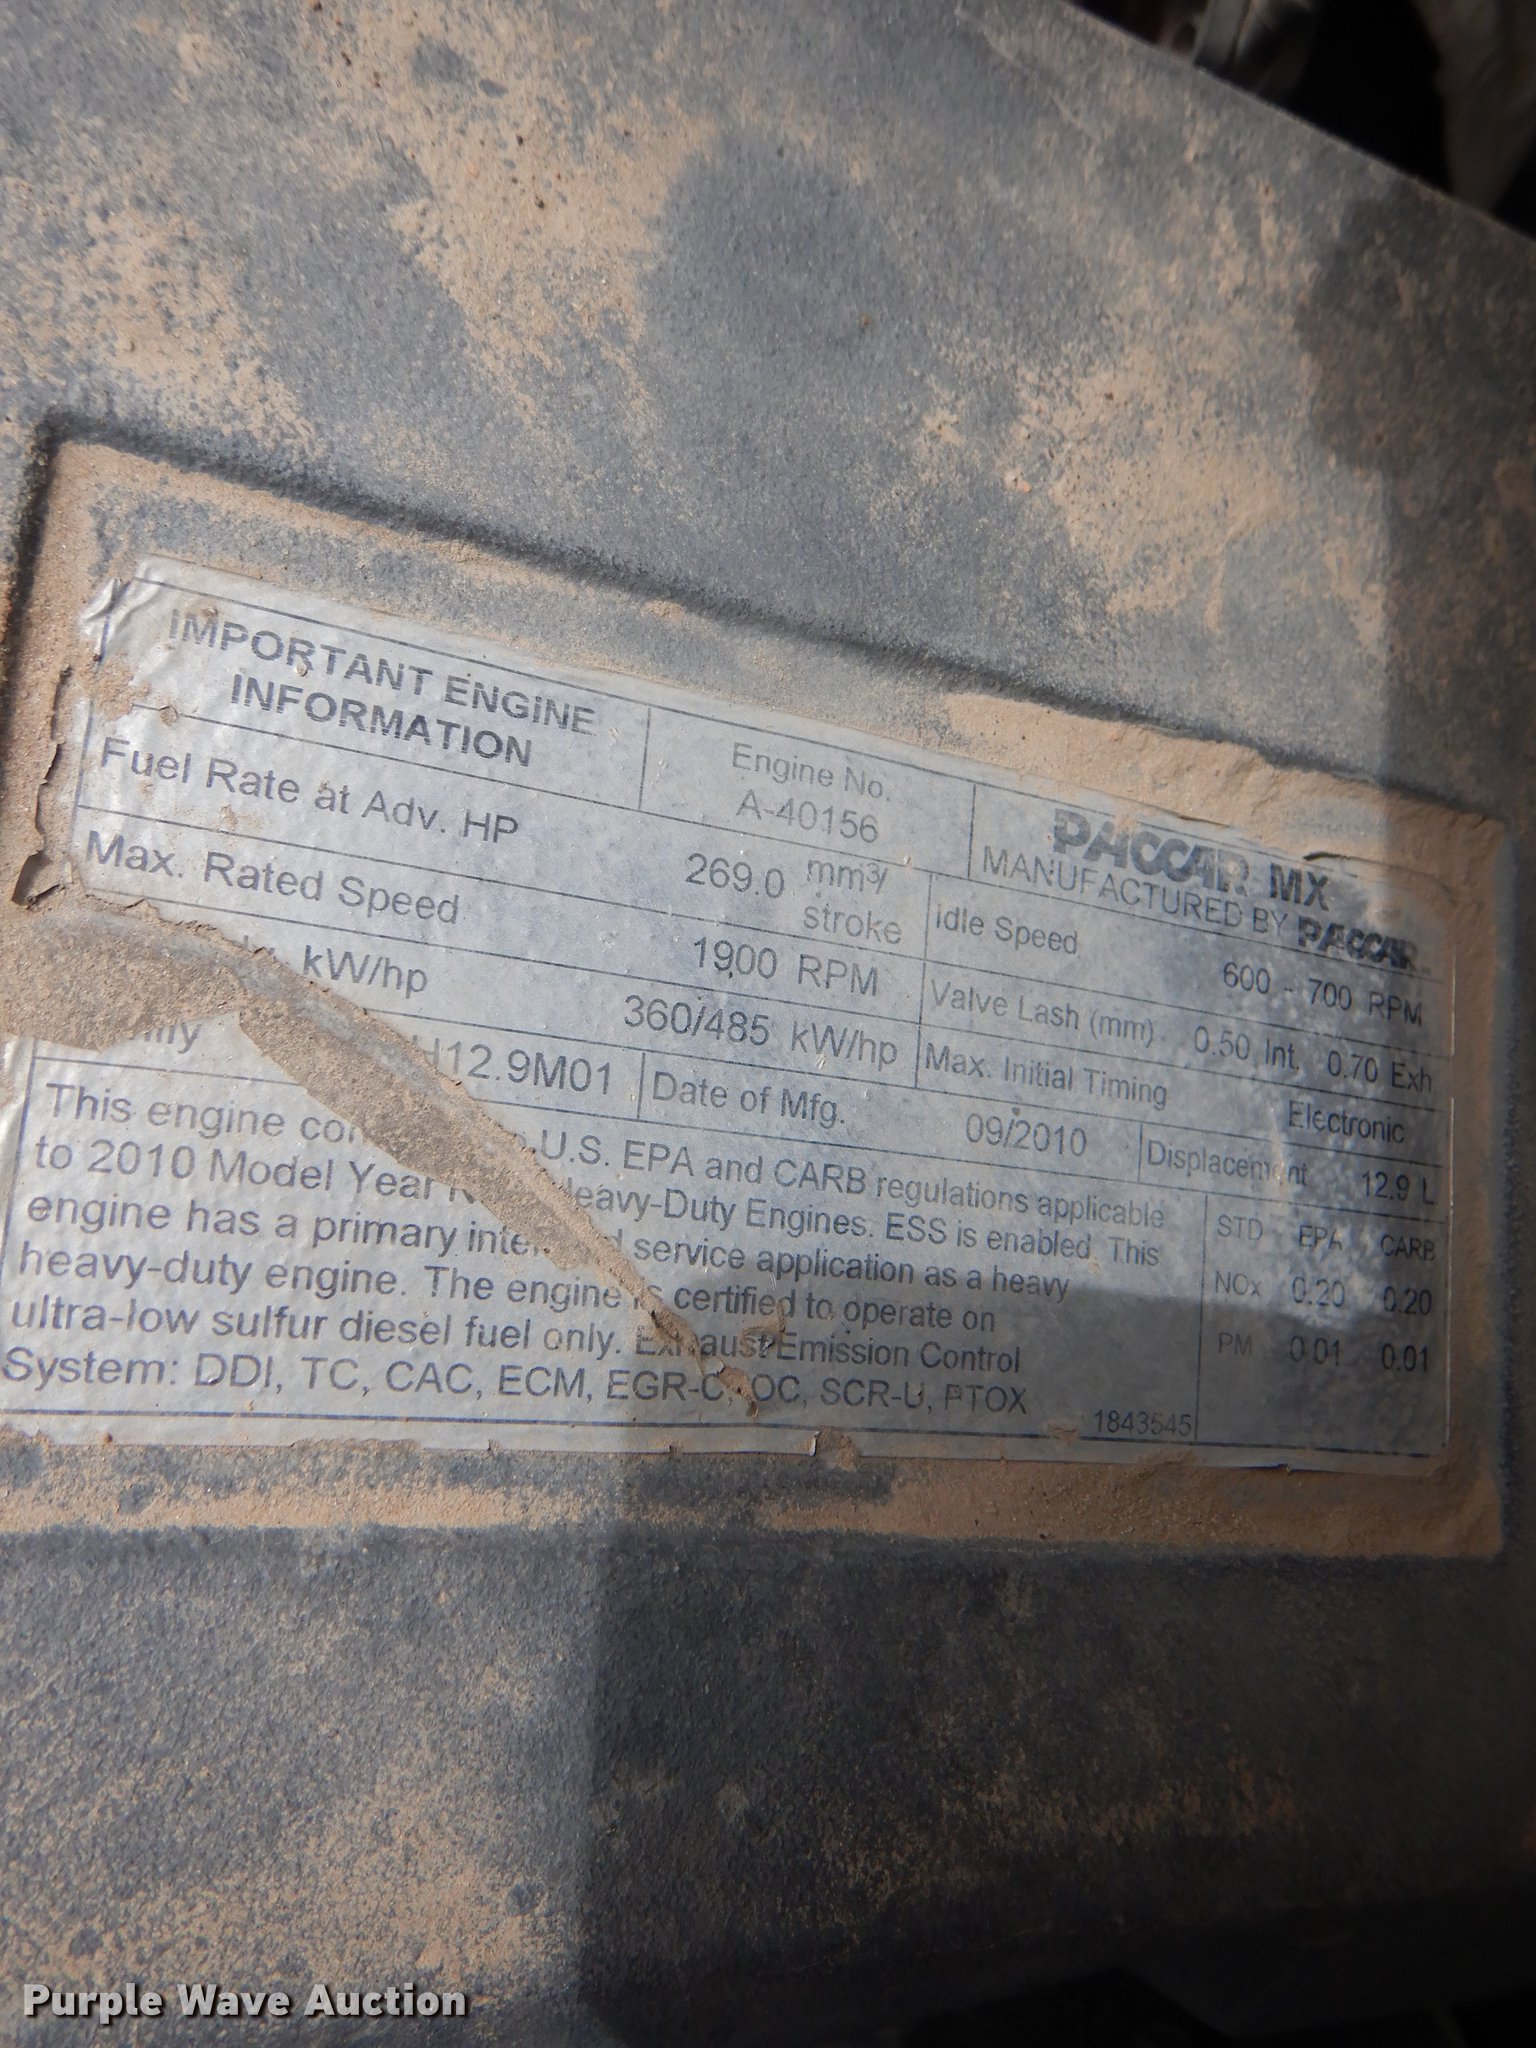 IMPORTANT ENGINE
INFORMATION
Engine No.
A-40156
PACCAR MX
MANUFACTURED BY PACCAR
Fuel Rate at Adv. HP 269.0 mm³/
stroke
Idle Speed 600 - 700 RPM
Max. Rated Speed 1900 RPM
Valve Lash (mm) 0.50 Int. 0.70 Exh
kW/hp 360/485 kW/hp
Max. Initial Timing Electronic
H12.9M01
Date of Mfg. 09/2010
Displacement 12.9 L
This engine U.S. EPA and CARB regulations applicable
to 2010 Model Year Heavy-Duty Engines. ESS is enabled. This
engine has a primary intended service application as a heavy
heavy-duty engine. The engine is certified to operate on
ultra-low sulfur diesel fuel only. Exhaust Emission Control
System: DDI, TC, CAC, ECM, EGR-C, OC, SCR-U, PTOX
1843545
STD EPA CARB
NOx 0.20 0.20
PM 0.01 0.01
Purple Wave Auction